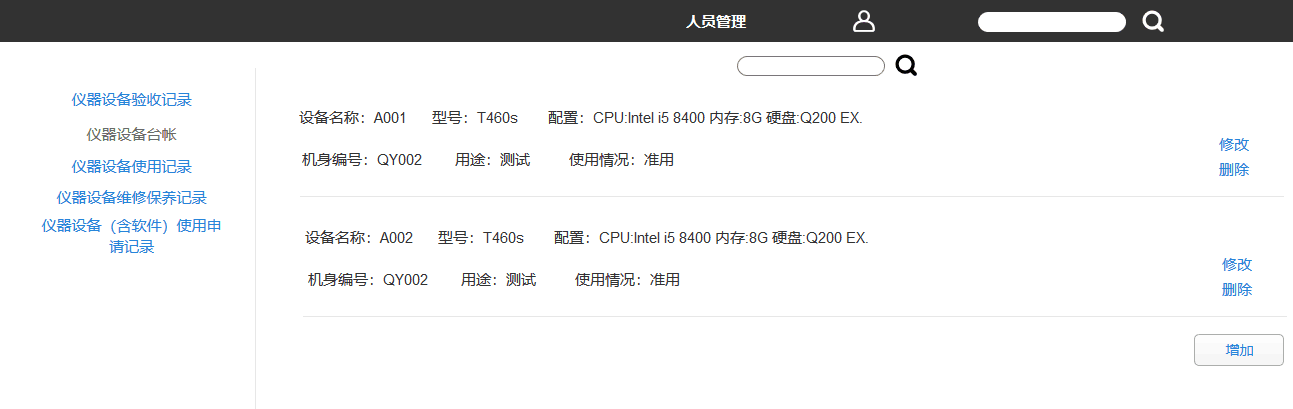 人员管理
仪器设备验收记录
仪器设备台帐
仪器设备使用记录
仪器设备维修保养记录
仪器设备（含软件）使用申
请记录
设备名称：A001 型号：T460s 配置：CPU:Intel i5 8400 内存:8G 硬盘:Q200 EX.
机身编号：QY002 用途：测试 使用情况：准用
修改
删除
设备名称：A002 型号：T460s 配置：CPU:Intel i5 8400 内存:8G 硬盘:Q200 EX.
机身编号：QY002 用途：测试 使用情况：准用
修改
删除
增加